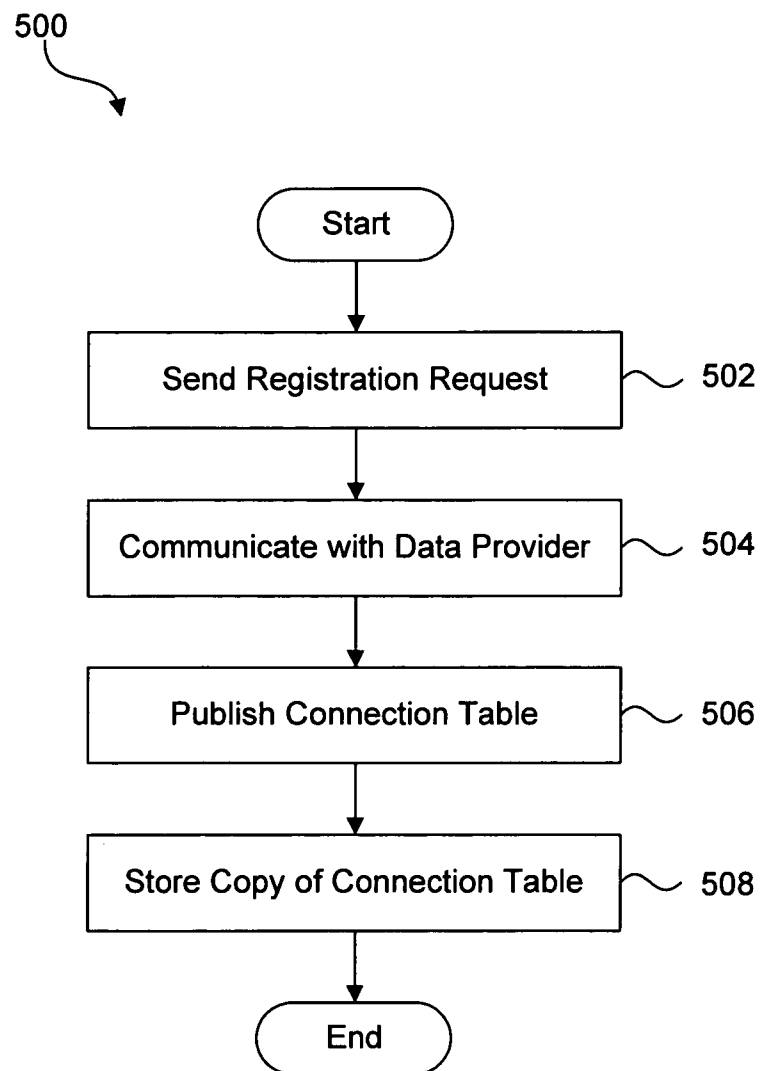 500
Start
Send Registration Request 502
Communicate with Data Provider 504
Publish Connection Table 506
Store Copy of Connection Table 508
End